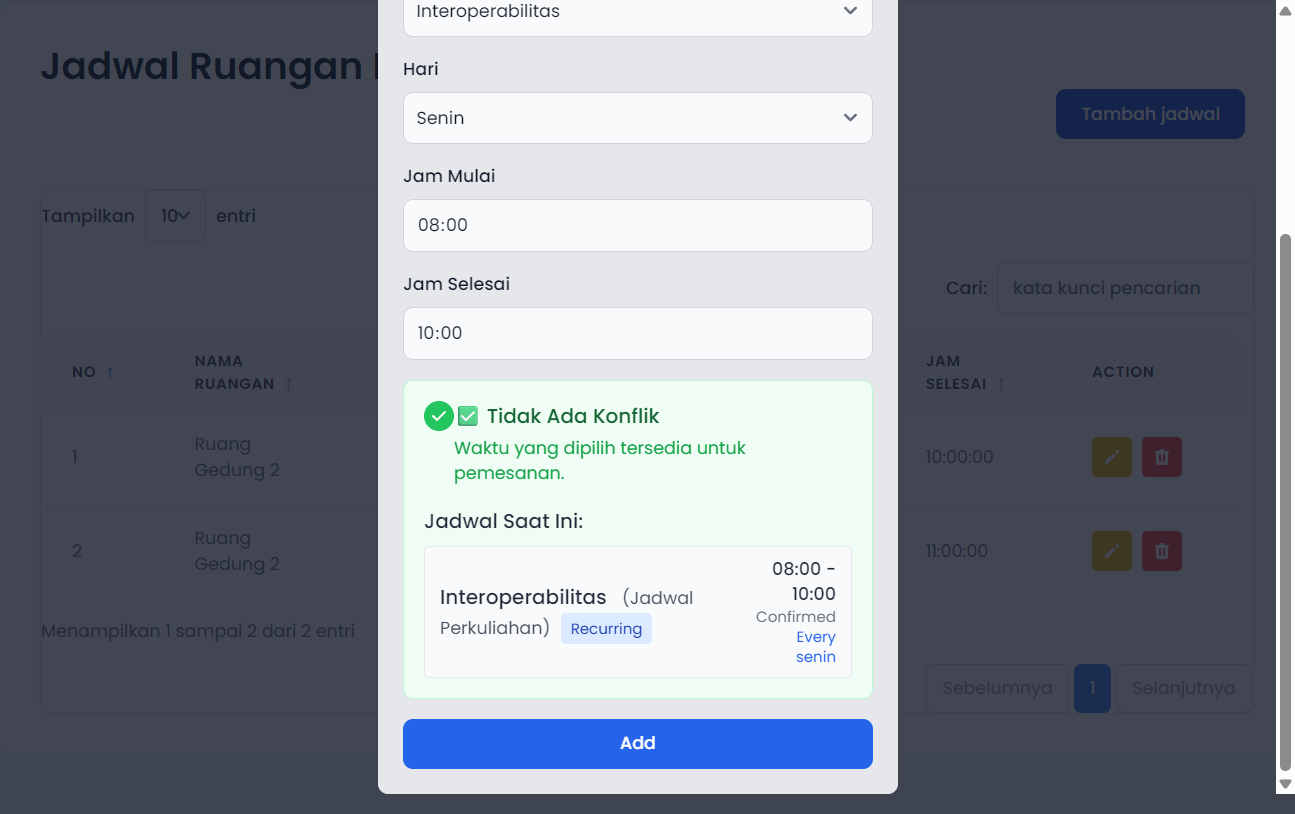 Interoperabilitas
Jadwal Ruangan
Hari
Senin
Tambah jadwal
Jam Mulai
Tampilkan 10 entri
08:00
Jam Selesai
Cari: kata kunci pencarian
10:00
NO ↑
NAMA
RUANGAN ↕
JAM
SELESAI ↕
ACTION
✅ Tidak Ada Konflik
Waktu yang dipilih tersedia untuk
pemesanan.
1
Ruang
Gedung 2
10:00:00
Jadwal Saat Ini:
2
Ruang
Gedung 2
11:00:00
Interoperabilitas (Jadwal
Perkuliahan) Recurring
08:00 -
10:00
Confirmed
Every
senin
Menampilkan 1 sampai 2 dari 2 entri
Sebelumnya 1 Selanjutnya
Add